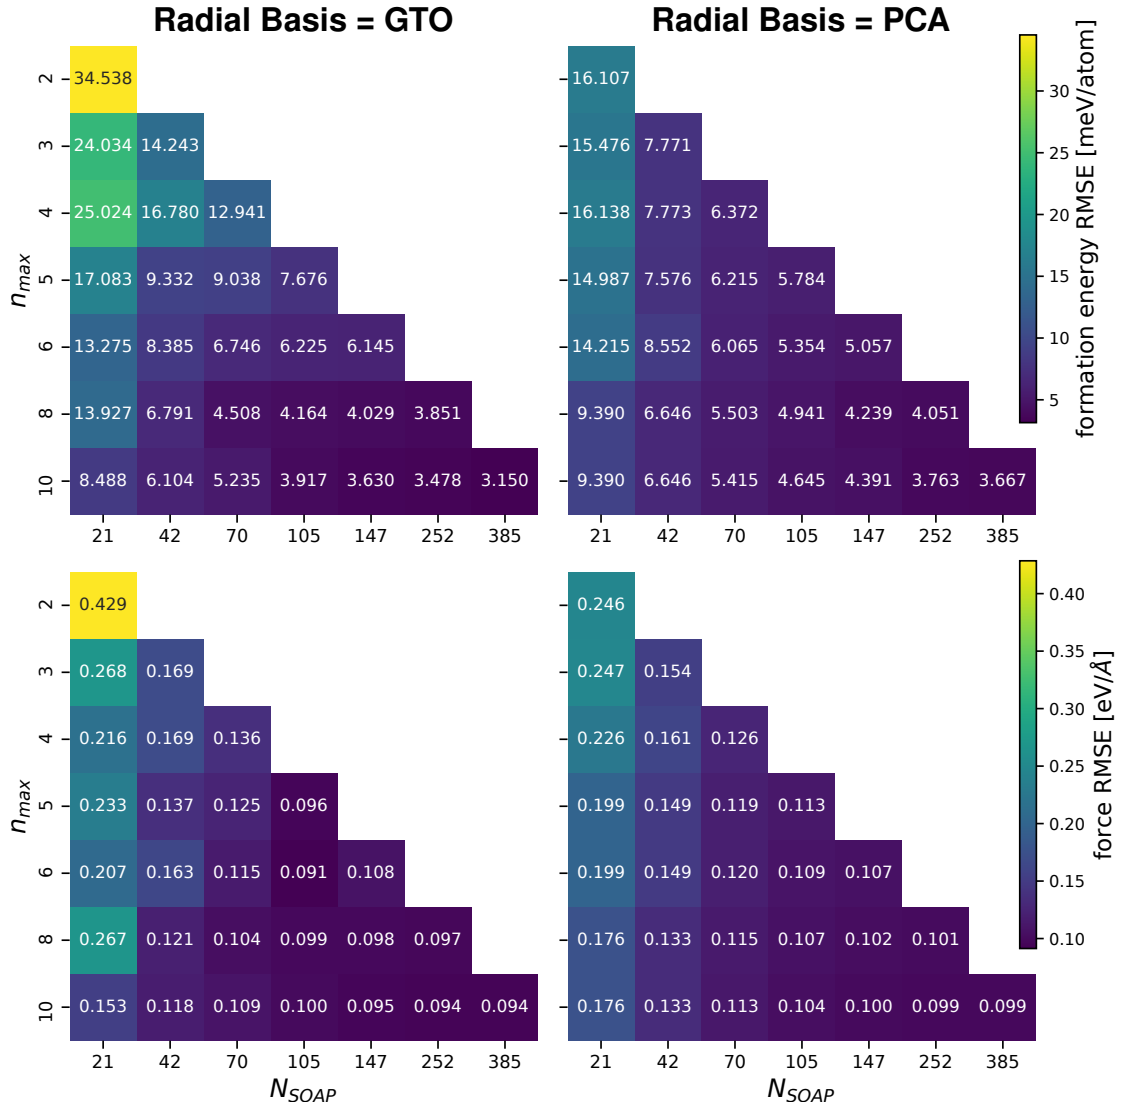 Radial Basis = GTO
Radial Basis = PCA
2 34.538
3 24.034 14.243
4 25.024 16.780 12.941
5 17.083 9.332 9.038 7.676
6 13.275 8.385 6.746 6.225 6.145
8 13.927 6.791 4.508 4.164 4.029 3.851
10 8.488 6.104 5.235 3.917 3.630 3.478 3.150
21 42 70 105 147 252 385
n_max
16.107
15.476 7.771
16.138 7.773 6.372
14.987 7.576 6.215 5.784
14.215 8.552 6.065 5.354 5.057
9.390 6.646 5.503 4.941 4.239 4.051
9.390 6.646 5.415 4.645 4.391 3.763 3.667
21 42 70 105 147 252 385
30
25
20
15
10
5
formation energy RMSE [meV/atom]
2 0.429
3 0.268 0.169
4 0.216 0.169 0.136
5 0.233 0.137 0.125 0.096
6 0.207 0.163 0.115 0.091 0.108
8 0.267 0.121 0.104 0.099 0.098 0.097
10 0.153 0.118 0.109 0.100 0.095 0.094 0.094
21 42 70 105 147 252 385
n_max
N_SOAP
0.246
0.247 0.154
0.226 0.161 0.126
0.199 0.149 0.119 0.113
0.199 0.149 0.120 0.109 0.107
0.176 0.133 0.115 0.107 0.102 0.101
0.176 0.133 0.113 0.104 0.100 0.099 0.099
21 42 70 105 147 252 385
N_SOAP
0.40
0.35
0.30
0.25
0.20
0.15
0.10
force RMSE [eV/Å]